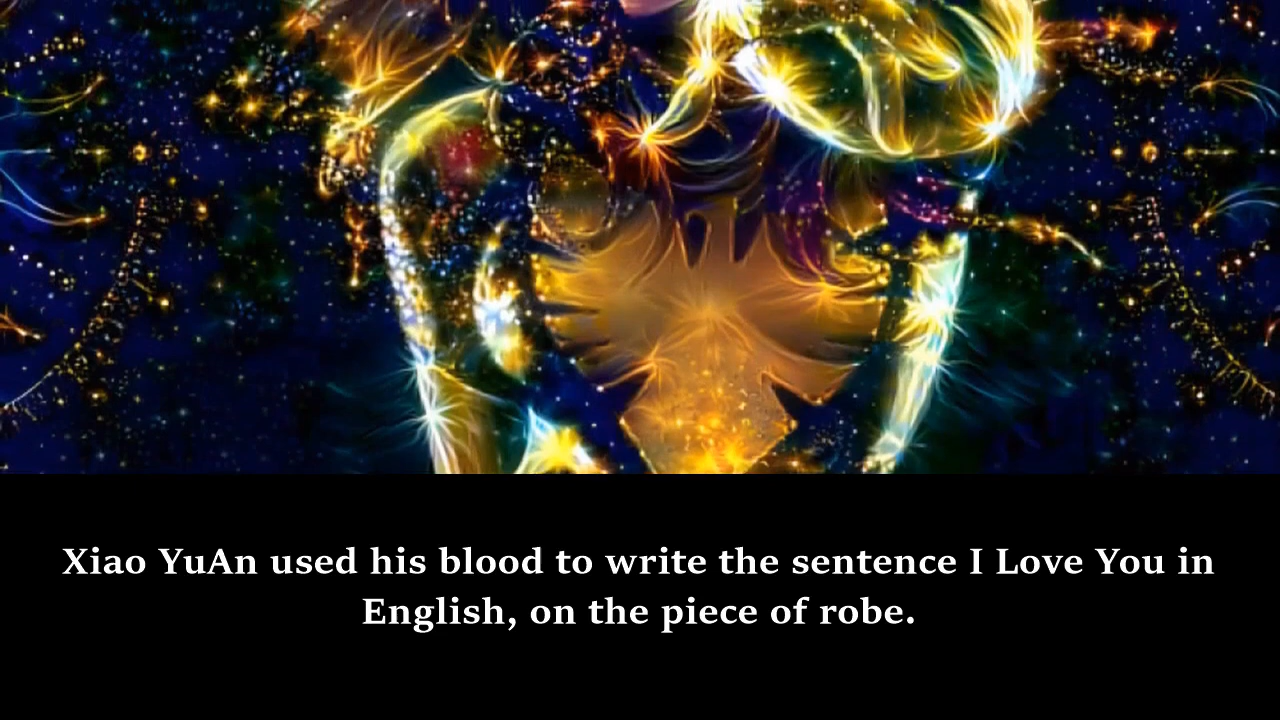 Xiao YuAn used his blood to write the sentence I Love You in
English, on the piece of robe.